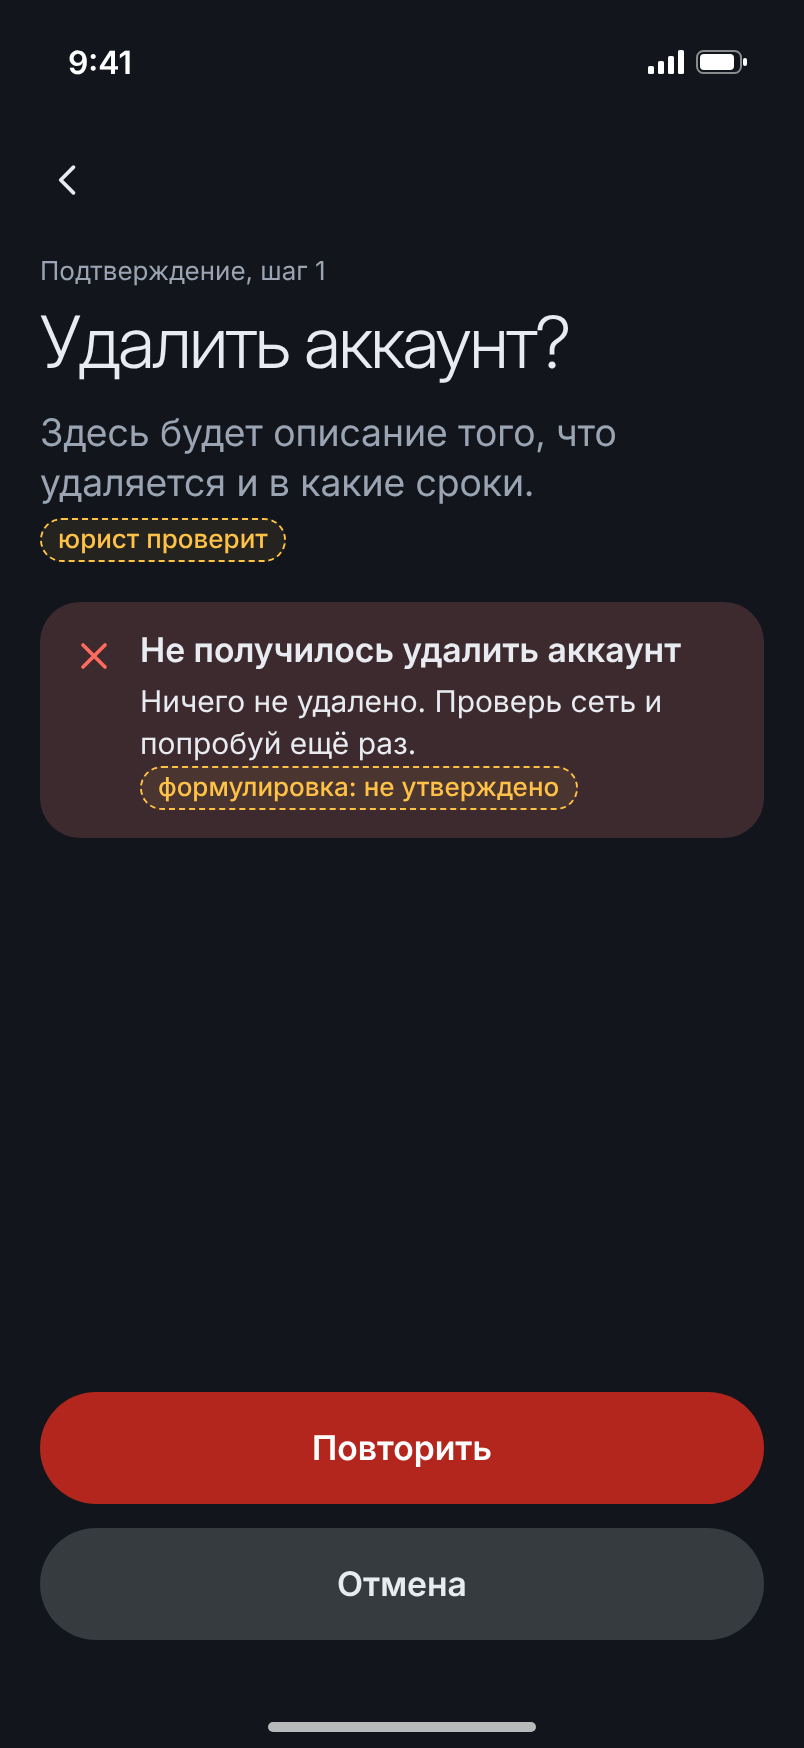 9:41
Подтверждение, шаг 1
Удалить аккаунт?
Здесь будет описание того, что
удаляется и в какие сроки.
юрист проверит
Не получилось удалить аккаунт
Ничего не удалено. Проверь сеть и
попробуй ещё раз.
формулировка: не утверждено
Повторить
Отмена